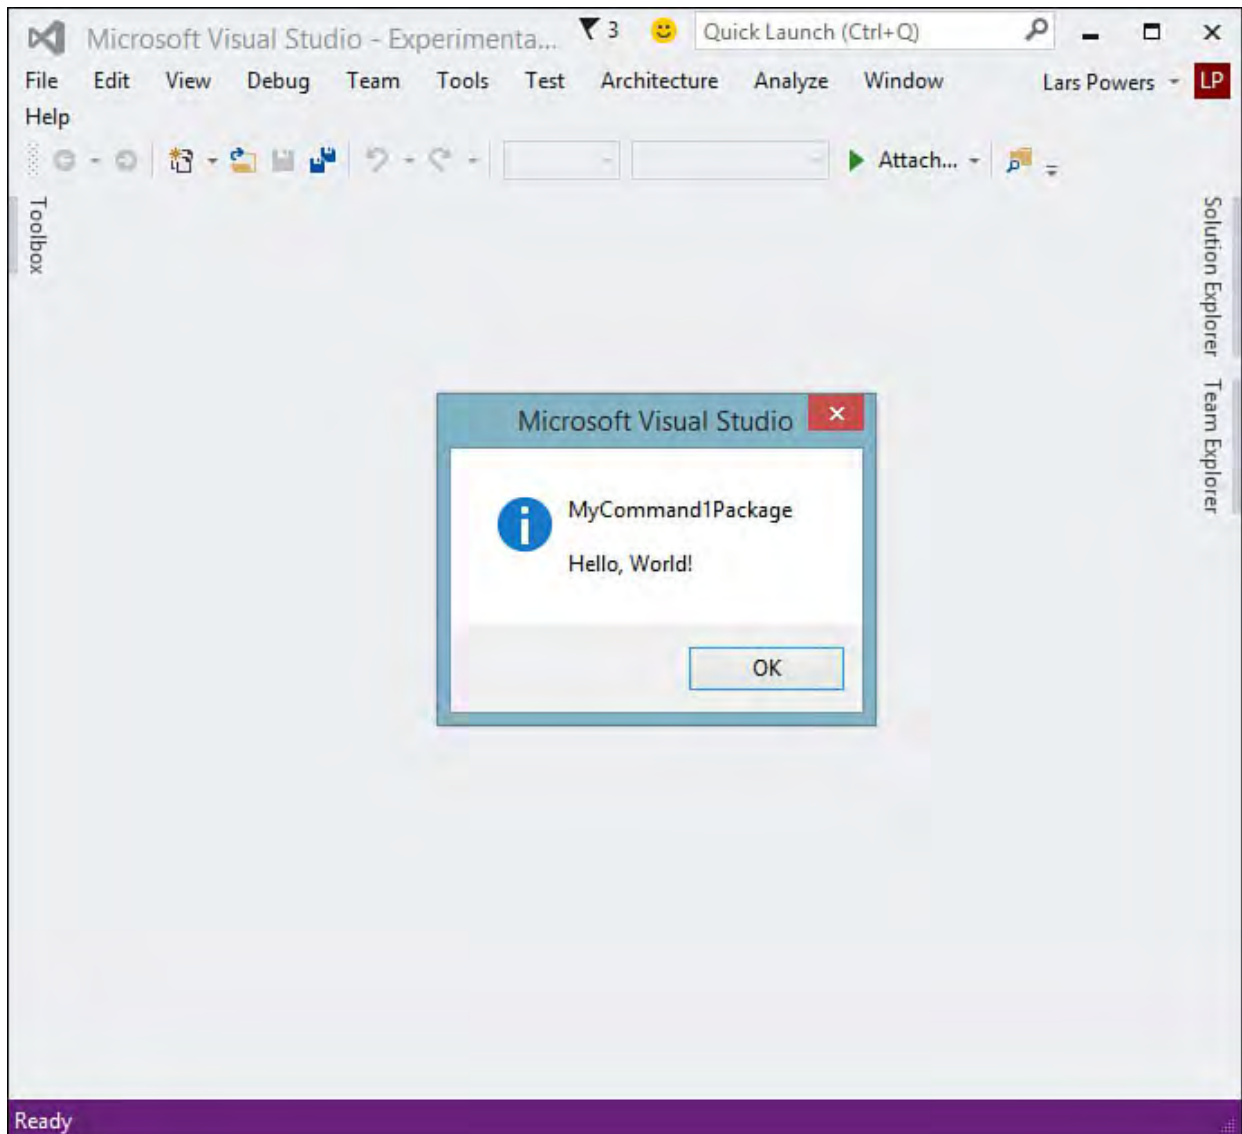 Microsoft Visual Studio - Experimenta... 3 Quick Launch (Ctrl+Q)
File Edit View Debug Team Tools Test Architecture Analyze Window Lars Powers LP
Help
Attach...
Toolbox
Solution Explorer
Team Explorer
Microsoft Visual Studio
MyCommand1Package
Hello, World!
OK
Ready